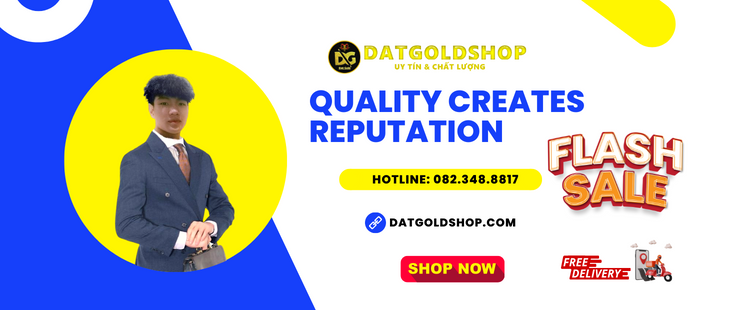 DATGOLDSHOP
UY TÍN & CHẤT LƯỢNG
QUALITY CREATES
REPUTATION
HOTLINE: 082.348.8817
DATGOLDSHOP.COM
SHOP NOW
FLASH
SALE
FREE
DELIVERY